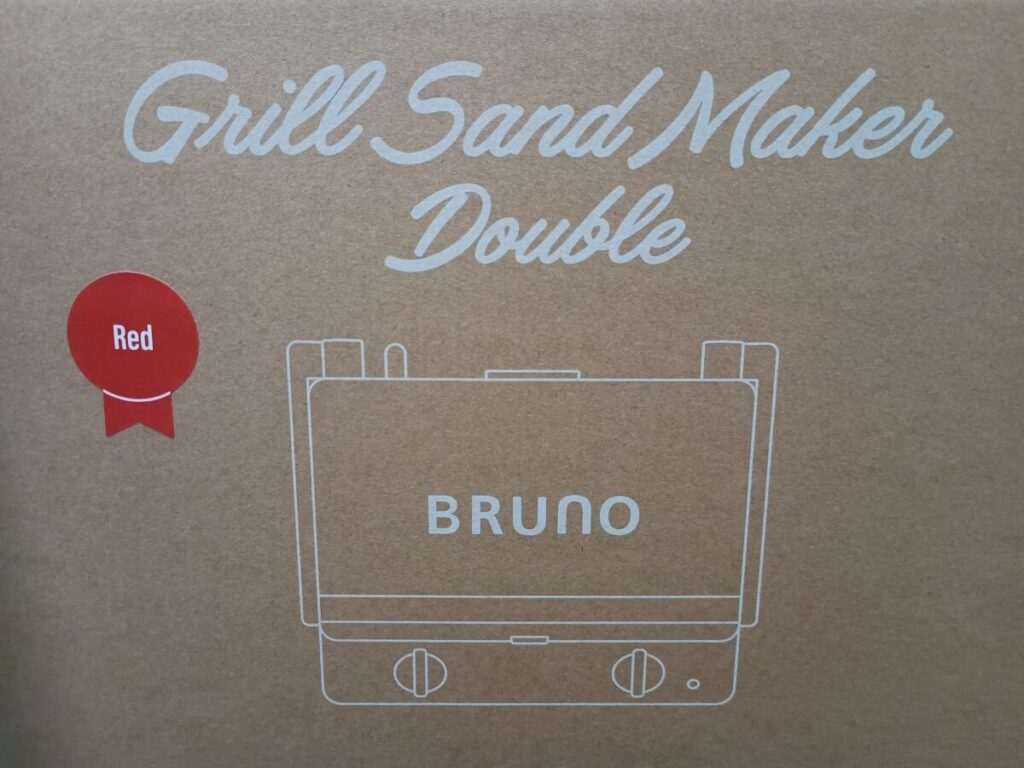 Grill Sand Maker
Double
Red
BRUNO